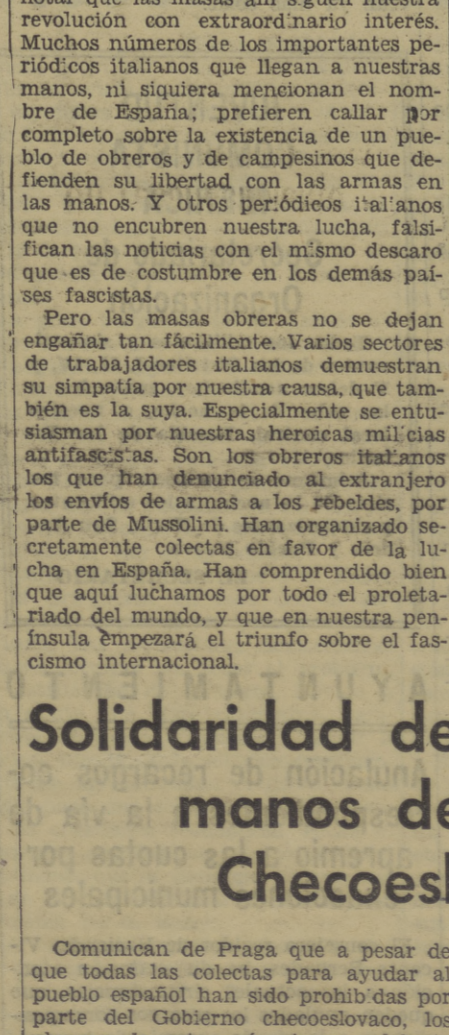 notar que las masas allí siguen nuestra
revolución con extraordinario interés.
Muchos números de los importantes pe-
riódicos italianos que llegan a nuestras
manos, ni siquiera mencionan el nom-
bre de España; prefieren callar por
completo sobre la existencia de un pue-
blo de obreros y de campesinos que de-
fienden su libertad con las armas en
las manos. Y otros periódicos italianos
que no encubren nuestra lucha, falsi-
fican las noticias con el mismo descaro
que es de costumbre en los demás paí-
ses fascistas.
Pero las masas obreras no se dejan
engañar tan fácilmente. Varios sectores
de trabajadores italianos demuestran
su simpatía por nuestra causa, que tam-
bién es la suya. Especialmente se entu-
siasman por nuestras heroicas milicias
antifascistas. Son los obreros italianos
los que han denunciado al extranjero
los envíos de armas a los rebeldes, por
parte de Mussolini. Han organizado se-
cretamente colectas en favor de la lu-
cha en España. Han comprendido bien
que aquí luchamos por todo el proleta-
riado del mundo, y que en nuestra pen-
ínsula empezará el triunfo sobre el fas-
cismo internacional.
Solidaridad de
manos de
Checoesl
Comunican de Praga que a pesar de
que todas las colectas para ayudar al
pueblo español han sido prohibidas por
parte del Gobierno checoeslovaco, los